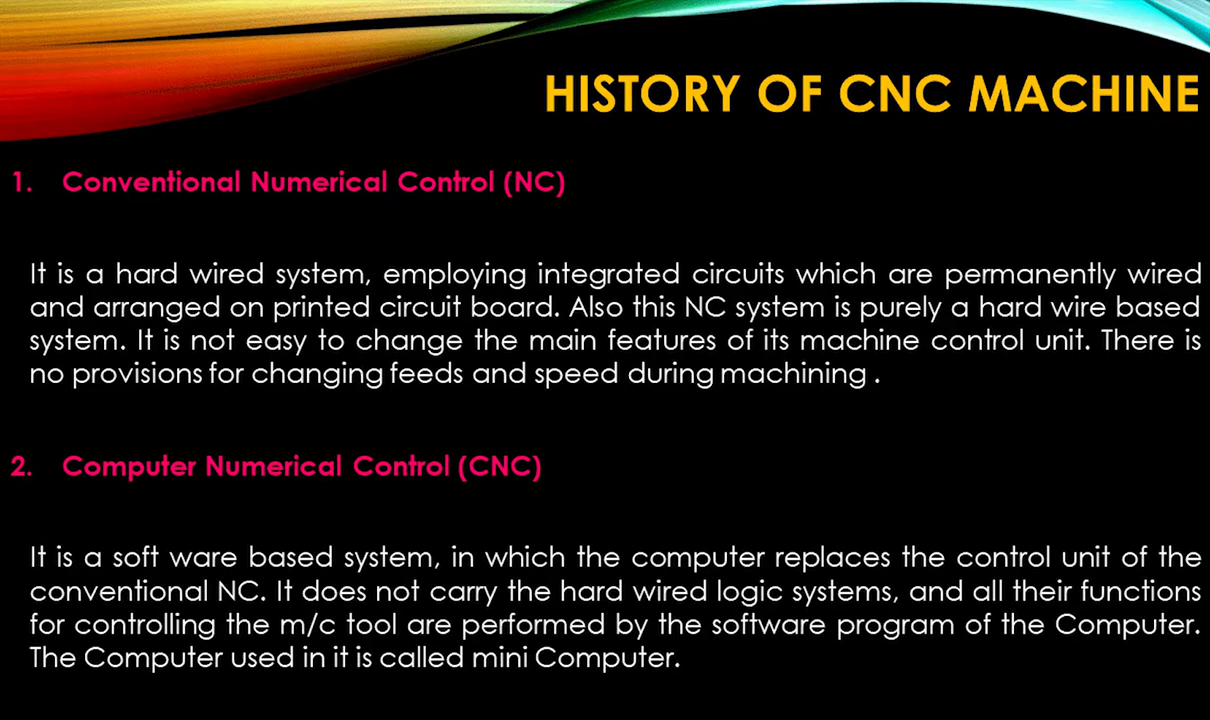 HISTORY OF CNC MACHINE
1. Conventional Numerical Control (NC)
It is a hard wired system, employing integrated circuits which are permanently wired
and arranged on printed circuit board. Also this NC system is purely a hard wire based
system. It is not easy to change the main features of its machine control unit. There is
no provisions for changing feeds and speed during machining .
2. Computer Numerical Control (CNC)
It is a soft ware based system, in which the computer replaces the control unit of the
conventional NC. It does not carry the hard wired logic systems, and all their functions
for controlling the m/c tool are performed by the software program of the Computer.
The Computer used in it is called mini Computer.